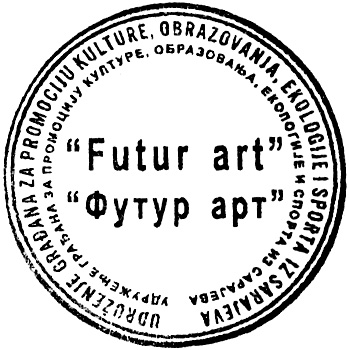 UDRUŽENJE GRAĐANA ZA PROMOCIJU KULTURE, OBRAZOVANJA, EKOLOGIJE I SPORTA IZ SARAJEVA
УДРУЖЕЊЕ ГРАЂАНА ЗА ПРОМОЦИЈУ КУЛТУРЕ, ОБРАЗОВАЊА, ЕКОЛОГИЈЕ И СПОРТА ИЗ САРАЈЕВА
“Futur art”
“Футур арт”